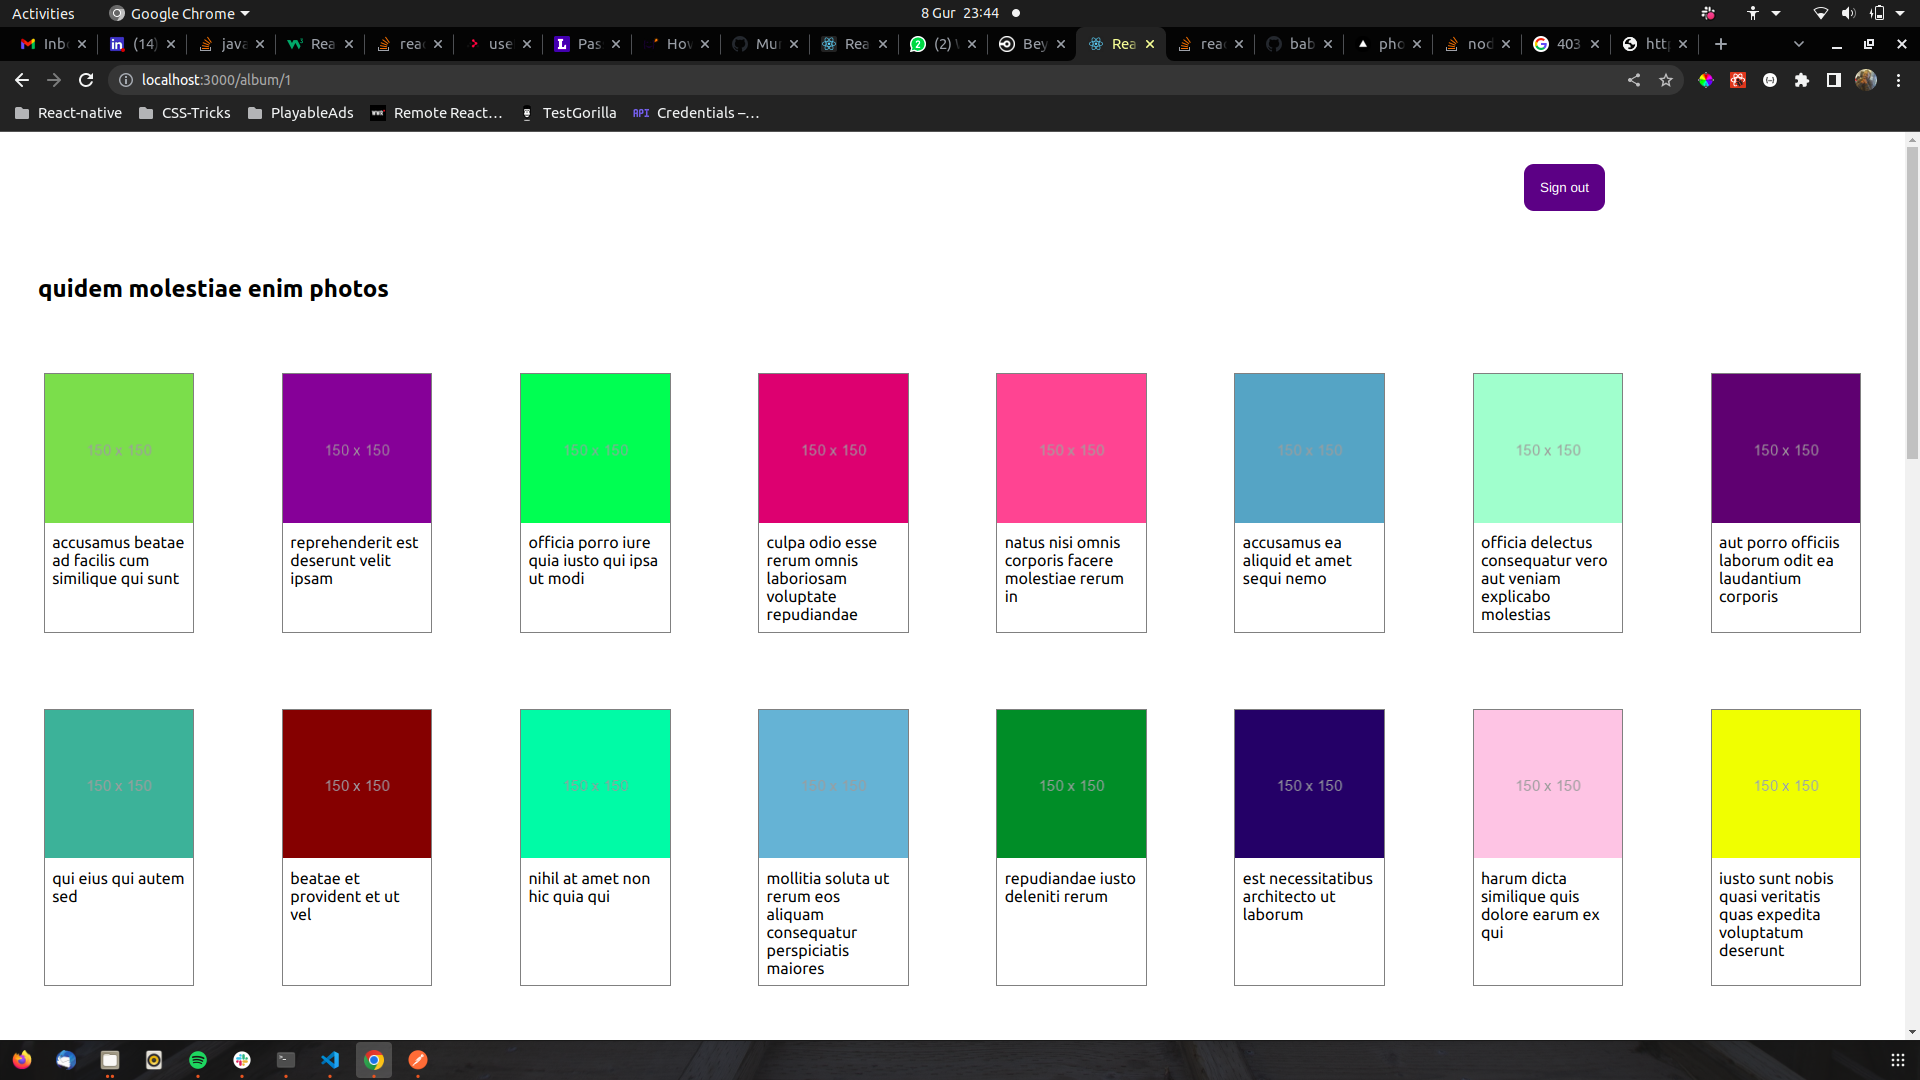 Activities
Google Chrome
8 Gur 23:44
Inb
(14)
java
Rea
reac
use
Pas
Hov
Mur
Rea
(2)
Bey
Rea
reac
bab
pho
nod
403
http
localhost:3000/album/1
React-native
CSS-Tricks
PlayableAds
Remote React…
TestGorilla
API Credentials –…
Sign out
quidem molestiae enim photos
150 x 150
150 x 150
150 x 150
150 x 150
150 x 150
150 x 150
150 x 150
150 x 150
accusamus beatae
ad facilis cum
similique qui sunt
reprehenderit est
deserunt velit
ipsam
officia porro iure
quia iusto qui ipsa
ut modi
culpa odio esse
rerum omnis
laboriosam
voluptate
repudiandae
natus nisi omnis
corporis facere
molestiae rerum
in
accusamus ea
aliquid et amet
sequi nemo
officia delectus
consequatur vero
aut veniam
explicabo
molestias
aut porro officiis
laborum odit ea
laudantium
corporis
150 x 150
150 x 150
150 x 150
150 x 150
150 x 150
150 x 150
150 x 150
150 x 150
qui eius qui autem
sed
beatae et
provident et ut
vel
nihil at amet non
hic quia qui
mollitia soluta ut
rerum eos
aliquam
consequatur
perspiciatis
maiores
repudiandae iusto
deleniti rerum
est necessitatibus
architecto ut
laborum
harum dicta
similique quis
dolore earum ex
qui
iusto sunt nobis
quasi veritatis
quas expedita
voluptatum
deserunt